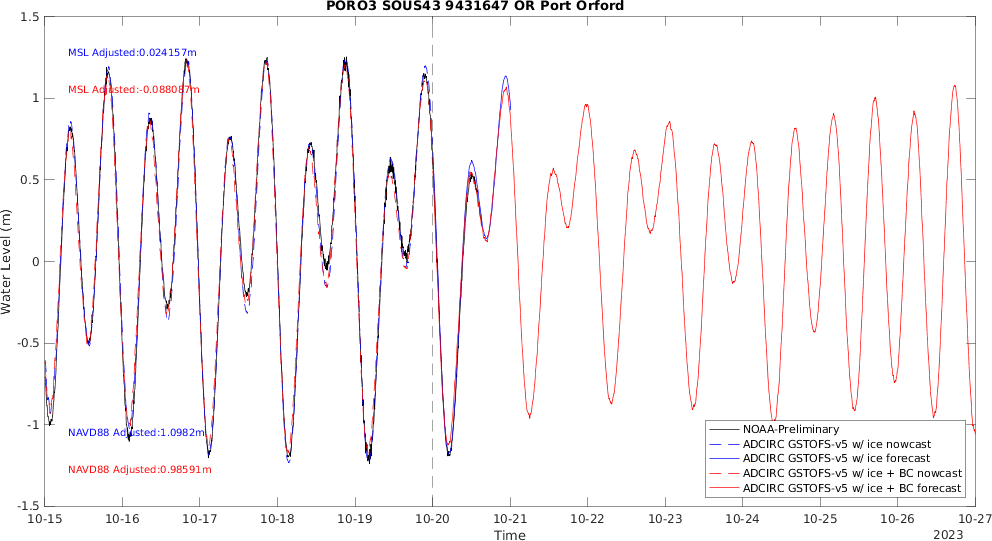 PORO3 SOUS43 9431647 OR Port Orford
1.5
1
0.5
0
-0.5
-1
-1.5
Water Level (m)
MSL Adjusted:0.024157m
MSL Adjusted:-0.088087m
NAVD88 Adjusted:1.0982m
NAVD88 Adjusted:0.98591m
NOAA-Preliminary
ADCIRC GSTOFS-v5 w/ ice nowcast
ADCIRC GSTOFS-v5 w/ ice forecast
ADCIRC GSTOFS-v5 w/ ice + BC nowcast
ADCIRC GSTOFS-v5 w/ ice + BC forecast
10-15 10-16 10-17 10-18 10-19 10-20 10-21 10-22 10-23 10-24 10-25 10-26 10-27
Time
2023